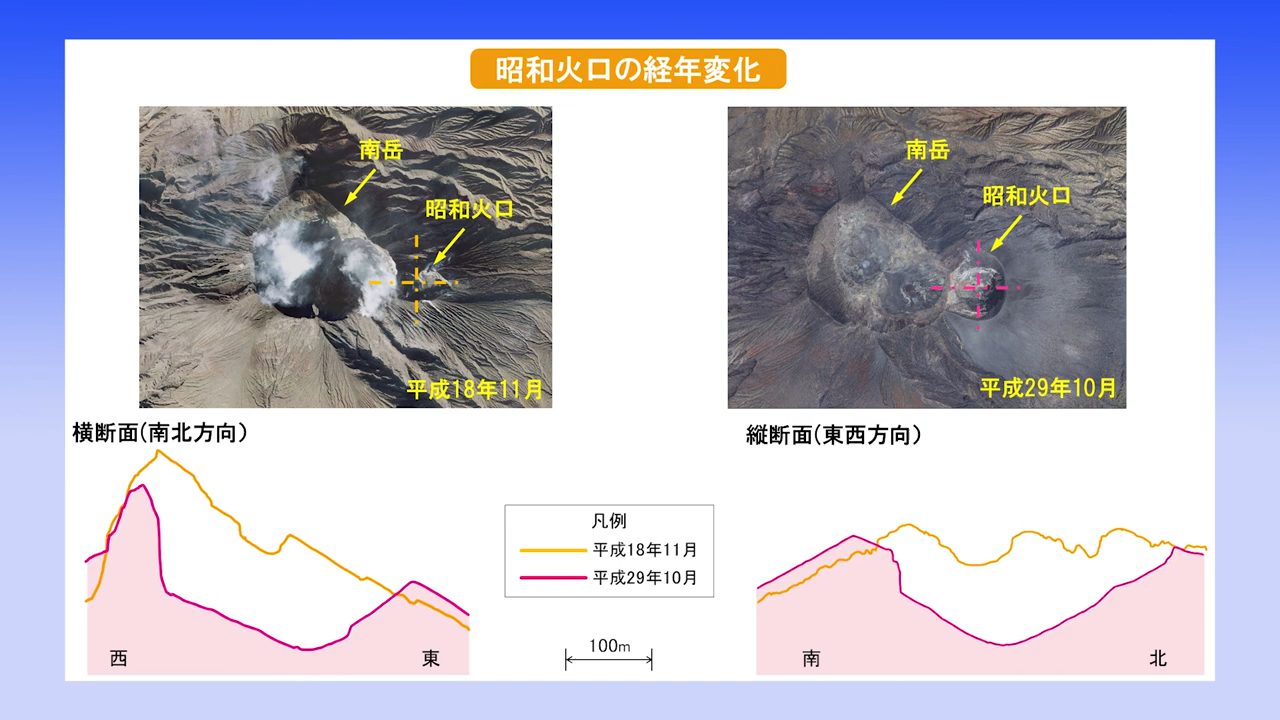 昭和火口の経年変化
南岳
昭和火口
平成18年11月
南岳
昭和火口
平成29年10月
横断面(南北方向)
縦断面(東西方向)
凡例
平成18年11月
平成29年10月
100m
西
東
南
北